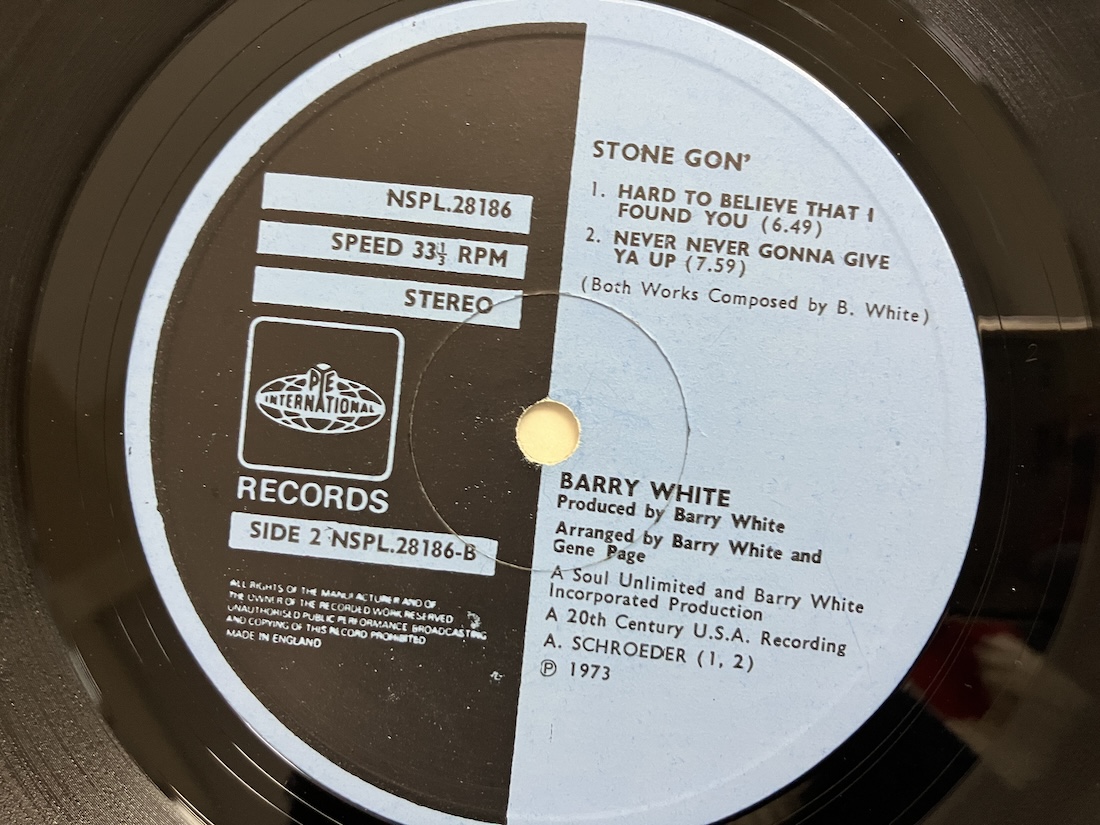 NSPL.28186
SPEED 33⅓ RPM
STEREO
PYE
INTERNATIONAL
RECORDS
SIDE 2 NSPL.28186-B
ALL RIGHTS OF THE MANUFACTURER AND OF
THE OWNER OF THE RECORDED WORK RESERVED
UNAUTHORISED PUBLIC PERFORMANCE BROADCASTING
AND COPYING OF THIS RECORD PROHIBITED
MADE IN ENGLAND
STONE GON'
1. HARD TO BELIEVE THAT I
FOUND YOU (6.49)
2. NEVER NEVER GONNA GIVE
YA UP (7.59)
(Both Works Composed by B. White)
BARRY WHITE
Produced by Barry White
Arranged by Barry White and
Gene Page
A Soul Unlimited and Barry White
Incorporated Production
A 20th Century U.S.A. Recording
A. SCHROEDER (1, 2)
℗ 1973
2